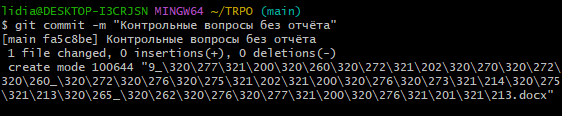 lidia@DESKTOP-I3CRJSN MINGW64 ~/TRPO (main)
$ git commit -m "Контрольные вопросы без отчёта"
[main fa5c8be] Контрольные вопросы без отчёта
 1 file changed, 0 insertions(+), 0 deletions(-)
 create mode 100644 "9_\320\277\321\200\320\260\320\272\321\202\320\270\320\272\321\
\320\260_\320\272\320\276\320\275\321\202\321\200\320\276\320\273\321\214\320\275
\321\213\320\265_\320\262\320\276\320\277\321\200\320\276\321\201\321\213.docx"